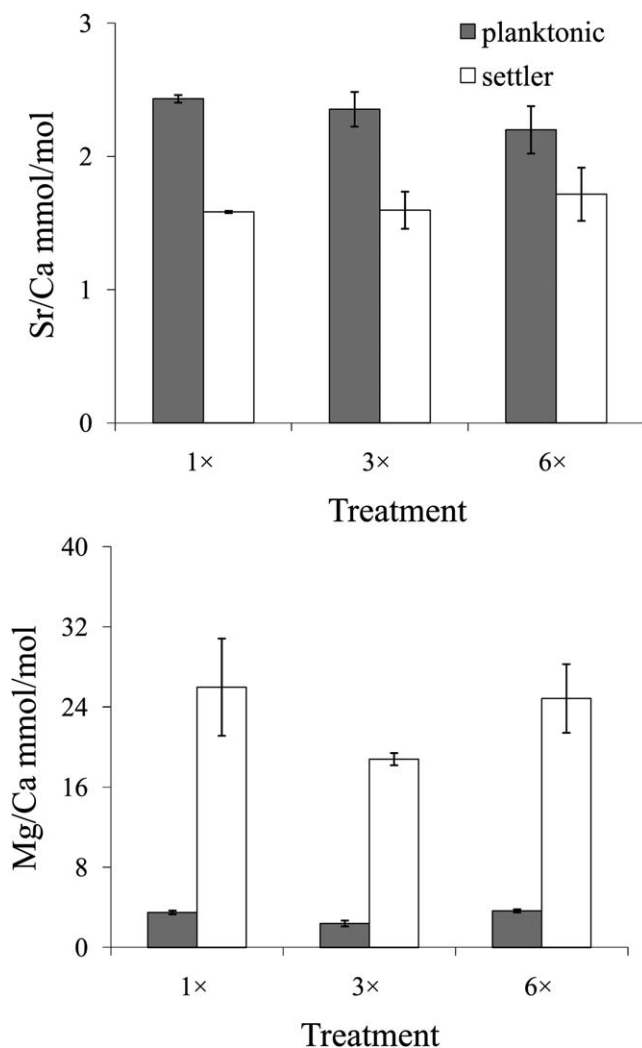 3
planktonic
settler
2
1
0
Sr/Ca mmol/mol
1× 3× 6×
Treatment
40
32
24
16
8
0
Mg/Ca mmol/mol
1× 3× 6×
Treatment